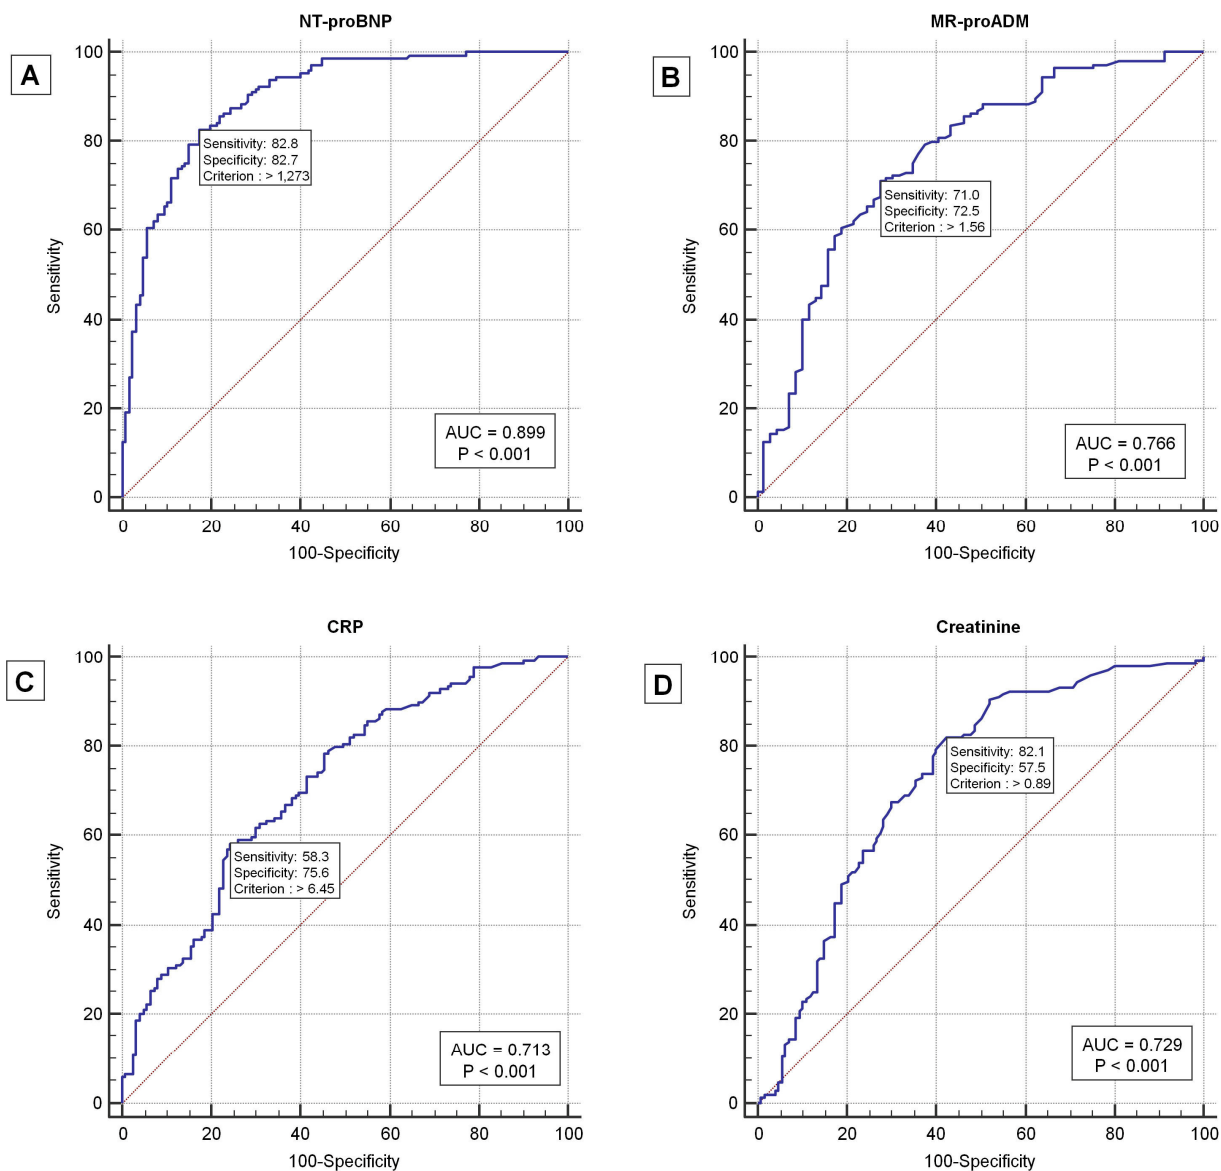 NT-proBNP
A
100
80
60
40
20
0
Sensitivity
Sensitivity: 82.8
Specificity: 82.7
Criterion : > 1,273
AUC = 0.899
P < 0.001
0 20 40 60 80 100
100-Specificity
MR-proADM
B
100
80
60
40
20
0
Sensitivity
Sensitivity: 71.0
Specificity: 72.5
Criterion : > 1.56
AUC = 0.766
P < 0.001
0 20 40 60 80 100
100-Specificity
CRP
C
100
80
60
40
20
0
Sensitivity
Sensitivity: 58.3
Specificity: 75.6
Criterion : > 6.45
AUC = 0.713
P < 0.001
0 20 40 60 80 100
100-Specificity
Creatinine
D
100
80
60
40
20
0
Sensitivity
Sensitivity: 82.1
Specificity: 57.5
Criterion : > 0.89
AUC = 0.729
P < 0.001
0 20 40 60 80 100
100-Specificity